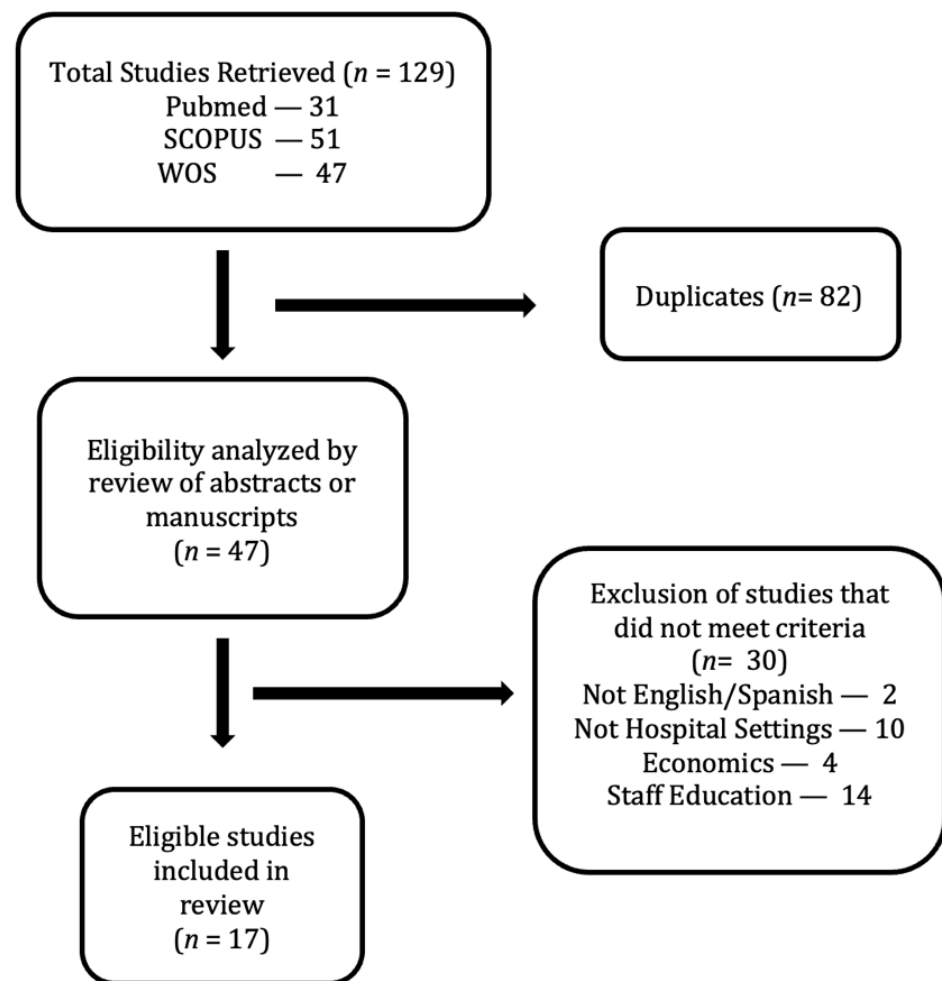 Total Studies Retrieved (n = 129)
Pubmed — 31
SCOPUS — 51
WOS — 47
Duplicates (n= 82)
Eligibility analyzed by
review of abstracts or
manuscripts
(n = 47)
Exclusion of studies that
did not meet criteria
(n= 30)
Not English/Spanish — 2
Not Hospital Settings — 10
Economics — 4
Staff Education — 14
Eligible studies
included in
review
(n = 17)